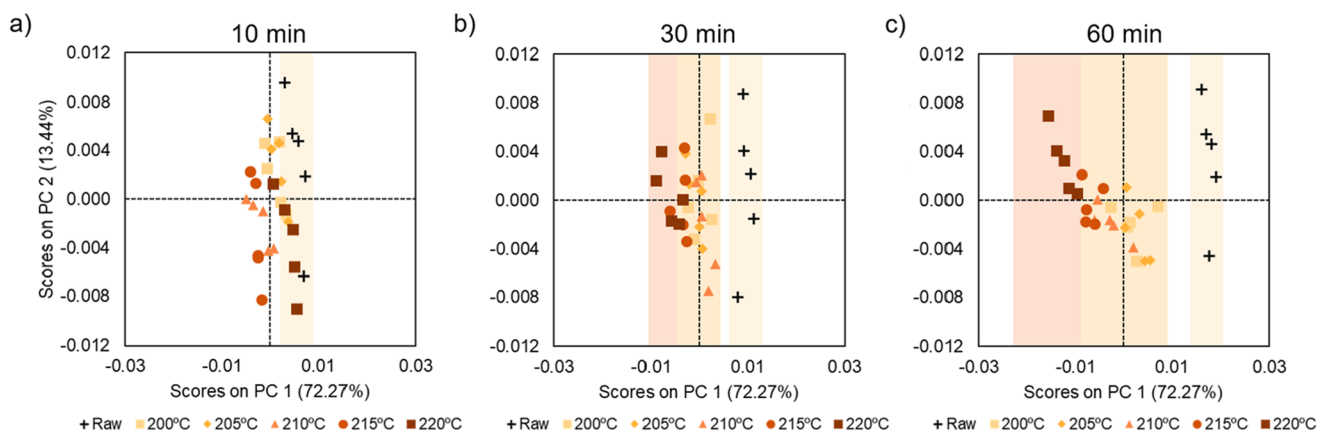 a) 10 min
Scores on PC 2 (13.44%)
0.012
0.008
0.004
0.000
-0.004
-0.008
-0.012
-0.03 -0.01 0.01 0.03
Scores on PC 1 (72.27%)
+Raw 200ºC 205ºC 210ºC 215ºC 220ºC
b) 30 min
0.012
0.008
0.004
0.000
-0.004
-0.008
-0.012
-0.03 -0.01 0.01 0.03
Scores on PC 1 (72.27%)
+Raw 200ºC 205ºC 210ºC 215ºC 220ºC
c) 60 min
0.012
0.008
0.004
0.000
-0.004
-0.008
-0.012
-0.03 -0.01 0.01 0.03
Scores on PC 1 (72.27%)
+Raw 200ºC 205ºC 210ºC 215ºC 220ºC